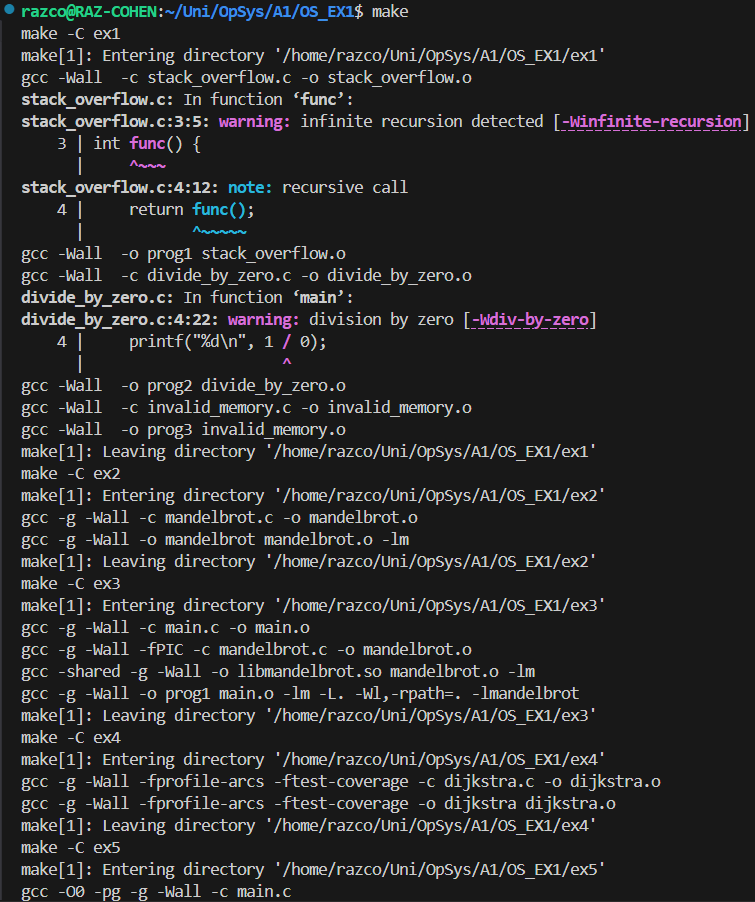 razco@RAZ-COHEN:~/Uni/OpSys/A1/OS_EX1$ make
make -C ex1
make[1]: Entering directory '/home/razco/Uni/OpSys/A1/OS_EX1/ex1'
gcc -Wall  -c stack_overflow.c -o stack_overflow.o
stack_overflow.c: In function ‘func’:
stack_overflow.c:3:5: warning: infinite recursion detected [-Winfinite-recursion]
    3 | int func() {
      |     ^~~~
stack_overflow.c:4:12: note: recursive call
    4 |     return func();
      |            ^~~~~~
gcc -Wall  -o prog1 stack_overflow.o
gcc -Wall  -c divide_by_zero.c -o divide_by_zero.o
divide_by_zero.c: In function ‘main’:
divide_by_zero.c:4:22: warning: division by zero [-Wdiv-by-zero]
    4 |     printf("%d\n", 1 / 0);
      |                      ^
gcc -Wall  -o prog2 divide_by_zero.o
gcc -Wall  -c invalid_memory.c -o invalid_memory.o
gcc -Wall  -o prog3 invalid_memory.o
make[1]: Leaving directory '/home/razco/Uni/OpSys/A1/OS_EX1/ex1'
make -C ex2
make[1]: Entering directory '/home/razco/Uni/OpSys/A1/OS_EX1/ex2'
gcc -g -Wall -c mandelbrot.c -o mandelbrot.o
gcc -g -Wall -o mandelbrot mandelbrot.o -lm
make[1]: Leaving directory '/home/razco/Uni/OpSys/A1/OS_EX1/ex2'
make -C ex3
make[1]: Entering directory '/home/razco/Uni/OpSys/A1/OS_EX1/ex3'
gcc -g -Wall -c main.c -o main.o
gcc -g -Wall -fPIC -c mandelbrot.c -o mandelbrot.o
gcc -shared -g -Wall -o libmandelbrot.so mandelbrot.o -lm
gcc -g -Wall -o prog1 main.o -lm -L. -Wl,-rpath=. -lmandelbrot
make[1]: Leaving directory '/home/razco/Uni/OpSys/A1/OS_EX1/ex3'
make -C ex4
make[1]: Entering directory '/home/razco/Uni/OpSys/A1/OS_EX1/ex4'
gcc -g -Wall -fprofile-arcs -ftest-coverage -c dijkstra.c -o dijkstra.o
gcc -g -Wall -fprofile-arcs -ftest-coverage -o dijkstra dijkstra.o
make[1]: Leaving directory '/home/razco/Uni/OpSys/A1/OS_EX1/ex4'
make -C ex5
make[1]: Entering directory '/home/razco/Uni/OpSys/A1/OS_EX1/ex5'
gcc -O0 -pg -g -Wall -c main.c